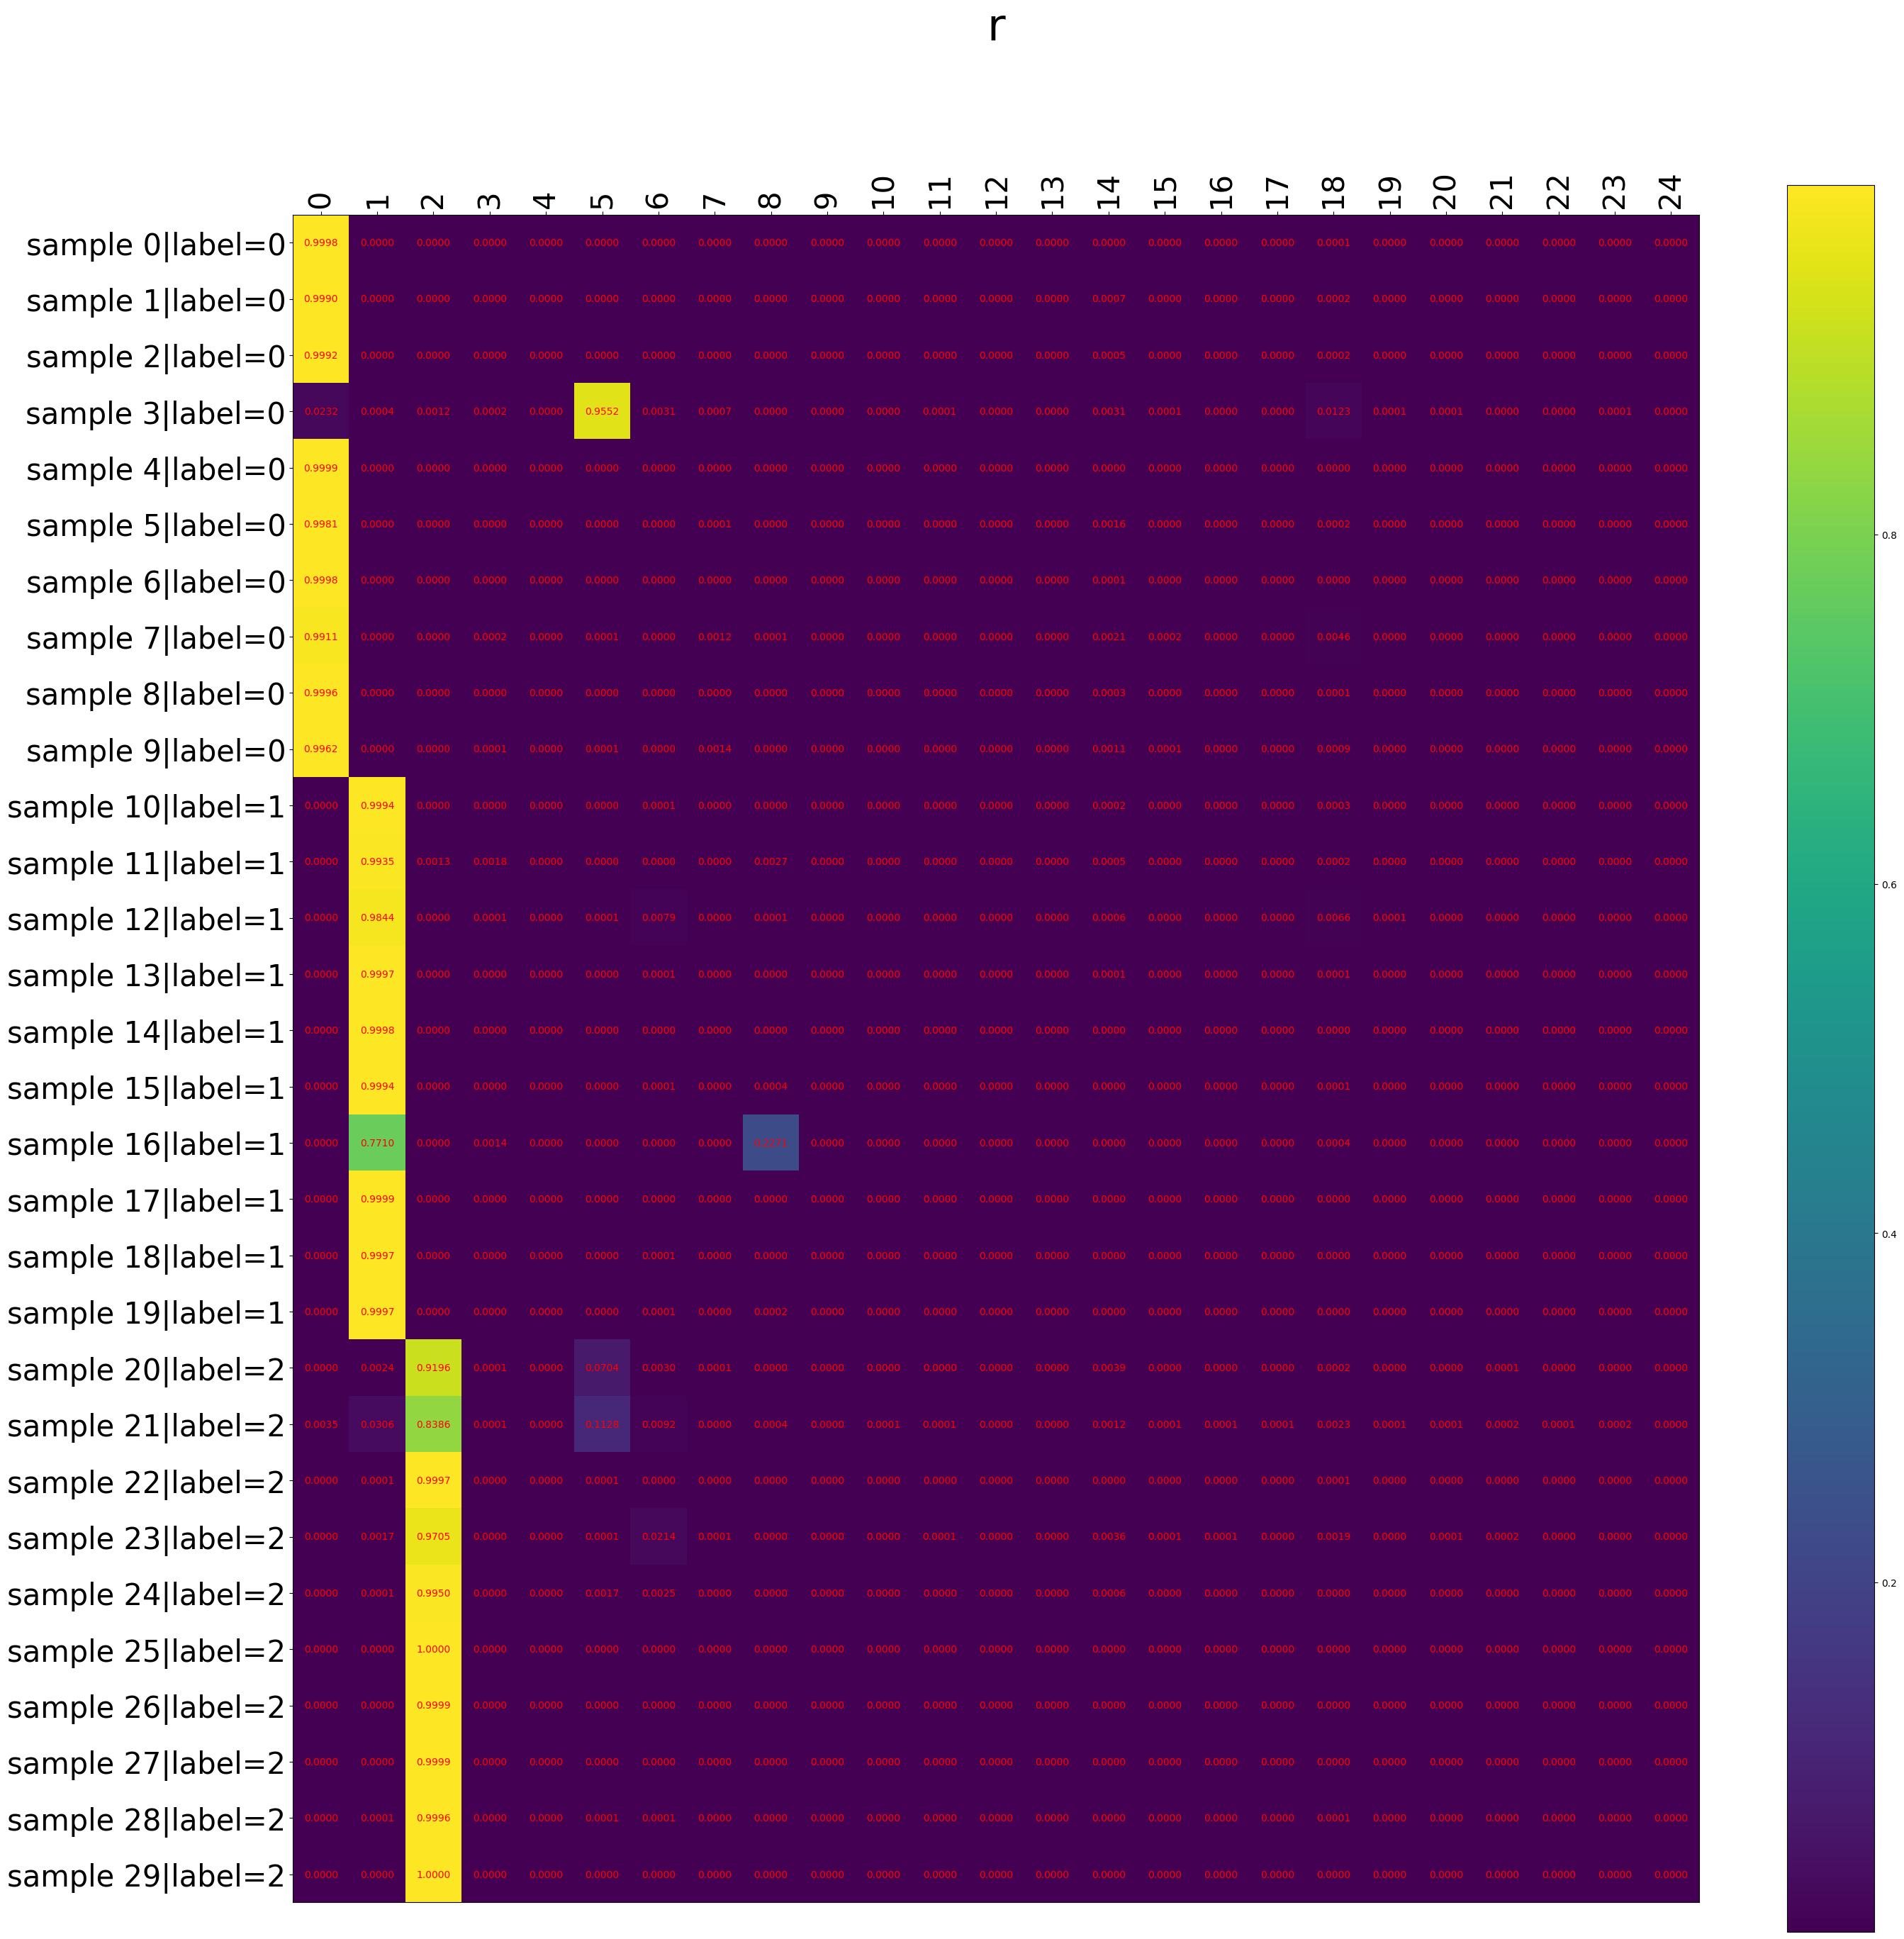 r
0 1 2 3 4 5 6 7 8 9 10 11 12 13 14 15 16 17 18 19 20 21 22 23 24
sample 0|label=0 0.9998 0.0000 0.0000 0.0000 0.0000 0.0000 0.0000 0.0000 0.0000 0.0000 0.0000 0.0000 0.0000 0.0000 0.0000 0.0000 0.0000 0.0000 0.0001 0.0000 0.0000 0.0000 0.0000 0.0000 0.0000
sample 1|label=0 0.9990 0.0000 0.0000 0.0000 0.0000 0.0000 0.0000 0.0000 0.0000 0.0000 0.0000 0.0000 0.0000 0.0000 0.0007 0.0000 0.0000 0.0000 0.0002 0.0000 0.0000 0.0000 0.0000 0.0000 0.0000
sample 2|label=0 0.9992 0.0000 0.0000 0.0000 0.0000 0.0000 0.0000 0.0000 0.0000 0.0000 0.0000 0.0000 0.0000 0.0000 0.0005 0.0000 0.0000 0.0000 0.0002 0.0000 0.0000 0.0000 0.0000 0.0000 0.0000
sample 3|label=0 0.0232 0.0004 0.0012 0.0002 0.0000 0.9552 0.0031 0.0007 0.0000 0.0000 0.0000 0.0001 0.0000 0.0000 0.0031 0.0001 0.0000 0.0000 0.0123 0.0001 0.0001 0.0000 0.0000 0.0001 0.0000
sample 4|label=0 0.9999 0.0000 0.0000 0.0000 0.0000 0.0000 0.0000 0.0000 0.0000 0.0000 0.0000 0.0000 0.0000 0.0000 0.0000 0.0000 0.0000 0.0000 0.0000 0.0000 0.0000 0.0000 0.0000 0.0000 0.0000
sample 5|label=0 0.9981 0.0000 0.0000 0.0000 0.0000 0.0000 0.0000 0.0001 0.0000 0.0000 0.0000 0.0000 0.0000 0.0000 0.0016 0.0000 0.0000 0.0000 0.0002 0.0000 0.0000 0.0000 0.0000 0.0000 0.0000
sample 6|label=0 0.9998 0.0000 0.0000 0.0000 0.0000 0.0000 0.0000 0.0000 0.0000 0.0000 0.0000 0.0000 0.0000 0.0000 0.0001 0.0000 0.0000 0.0000 0.0000 0.0000 0.0000 0.0000 0.0000 0.0000 0.0000
sample 7|label=0 0.9911 0.0000 0.0000 0.0002 0.0000 0.0001 0.0000 0.0012 0.0001 0.0000 0.0000 0.0000 0.0000 0.0000 0.0021 0.0002 0.0000 0.0000 0.0046 0.0000 0.0000 0.0000 0.0000 0.0000 0.0000
sample 8|label=0 0.9996 0.0000 0.0000 0.0000 0.0000 0.0000 0.0000 0.0000 0.0000 0.0000 0.0000 0.0000 0.0000 0.0000 0.0003 0.0000 0.0000 0.0000 0.0001 0.0000 0.0000 0.0000 0.0000 0.0000 0.0000
sample 9|label=0 0.9962 0.0000 0.0000 0.0001 0.0000 0.0001 0.0000 0.0014 0.0000 0.0000 0.0000 0.0000 0.0000 0.0000 0.0011 0.0001 0.0000 0.0000 0.0009 0.0000 0.0000 0.0000 0.0000 0.0000 0.0000
sample 10|label=1 0.0000 0.9994 0.0000 0.0000 0.0000 0.0000 0.0001 0.0000 0.0000 0.0000 0.0000 0.0000 0.0000 0.0000 0.0002 0.0000 0.0000 0.0000 0.0003 0.0000 0.0000 0.0000 0.0000 0.0000 0.0000
sample 11|label=1 0.0000 0.9935 0.0013 0.0018 0.0000 0.0000 0.0000 0.0000 0.0027 0.0000 0.0000 0.0000 0.0000 0.0000 0.0005 0.0000 0.0000 0.0000 0.0002 0.0000 0.0000 0.0000 0.0000 0.0000 0.0000
sample 12|label=1 0.0000 0.9844 0.0000 0.0001 0.0000 0.0001 0.0079 0.0000 0.0001 0.0000 0.0000 0.0000 0.0000 0.0000 0.0006 0.0000 0.0000 0.0000 0.0066 0.0001 0.0000 0.0000 0.0000 0.0000 0.0000
sample 13|label=1 0.0000 0.9997 0.0000 0.0000 0.0000 0.0000 0.0001 0.0000 0.0000 0.0000 0.0000 0.0000 0.0000 0.0000 0.0001 0.0000 0.0000 0.0000 0.0001 0.0000 0.0000 0.0000 0.0000 0.0000 0.0000
sample 14|label=1 0.0000 0.9998 0.0000 0.0000 0.0000 0.0000 0.0000 0.0000 0.0000 0.0000 0.0000 0.0000 0.0000 0.0000 0.0000 0.0000 0.0000 0.0000 0.0000 0.0000 0.0000 0.0000 0.0000 0.0000 0.0000
sample 15|label=1 0.0000 0.9994 0.0000 0.0000 0.0000 0.0000 0.0001 0.0000 0.0004 0.0000 0.0000 0.0000 0.0000 0.0000 0.0000 0.0000 0.0000 0.0000 0.0001 0.0000 0.0000 0.0000 0.0000 0.0000 0.0000
sample 16|label=1 0.0000 0.7710 0.0000 0.0014 0.0000 0.0000 0.0000 0.0000 0.0000 0.0000 0.0000 0.0000 0.0000 0.0000 0.0000 0.0000 0.0000 0.0004 0.0000 0.0000 0.0000 0.0000 0.0000 0.0000
sample 17|label=1 0.0000 0.9999 0.0000 0.0000 0.0000 0.0000 0.0000 0.0000 0.0000 0.0000 0.0000 0.0000 0.0000 0.0000 0.0000 0.0000 0.0000 0.0000 0.0000 0.0000 0.0000 0.0000 0.0000 0.0000 0.0000
sample 18|label=1 0.0000 0.9997 0.0000 0.0000 0.0000 0.0000 0.0001 0.0000 0.0000 0.0000 0.0000 0.0000 0.0000 0.0000 0.0000 0.0000 0.0000 0.0000 0.0000 0.0000 0.0000 0.0000 0.0000 0.0000 0.0000
sample 19|label=1 0.0000 0.9997 0.0000 0.0000 0.0000 0.0000 0.0001 0.0000 0.0002 0.0000 0.0000 0.0000 0.0000 0.0000 0.0000 0.0000 0.0000 0.0000 0.0000 0.0000 0.0000 0.0000 0.0000 0.0000 0.0000
sample 20|label=2 0.0000 0.0024 0.9196 0.0001 0.0000 0.0704 0.0030 0.0001 0.0000 0.0000 0.0000 0.0000 0.0000 0.0000 0.0039 0.0000 0.0000 0.0000 0.0002 0.0000 0.0000 0.0001 0.0000 0.0000 0.0000
sample 21|label=2 0.0035 0.0306 0.8386 0.0001 0.0000 0.1128 0.0092 0.0000 0.0004 0.0000 0.0001 0.0001 0.0000 0.0000 0.0012 0.0001 0.0001 0.0001 0.0023 0.0001 0.0001 0.0002 0.0001 0.0002 0.0000
sample 22|label=2 0.0000 0.0001 0.9997 0.0000 0.0000 0.0001 0.0000 0.0000 0.0000 0.0000 0.0000 0.0000 0.0000 0.0000 0.0000 0.0000 0.0000 0.0000 0.0001 0.0000 0.0000 0.0000 0.0000 0.0000 0.0000
sample 23|label=2 0.0000 0.0017 0.9705 0.0000 0.0000 0.0001 0.0214 0.0001 0.0000 0.0000 0.0000 0.0001 0.0000 0.0000 0.0036 0.0001 0.0001 0.0000 0.0019 0.0000 0.0001 0.0002 0.0000 0.0000 0.0000
sample 24|label=2 0.0000 0.0001 0.9950 0.0000 0.0000 0.0017 0.0025 0.0000 0.0000 0.0000 0.0000 0.0000 0.0000 0.0000 0.0006 0.0000 0.0000 0.0000 0.0000 0.0000 0.0000 0.0000 0.0000 0.0000 0.0000
sample 25|label=2 0.0000 0.0000 1.0000 0.0000 0.0000 0.0000 0.0000 0.0000 0.0000 0.0000 0.0000 0.0000 0.0000 0.0000 0.0000 0.0000 0.0000 0.0000 0.0000 0.0000 0.0000 0.0000 0.0000 0.0000 0.0000
sample 26|label=2 0.0000 0.0000 0.9999 0.0000 0.0000 0.0000 0.0000 0.0000 0.0000 0.0000 0.0000 0.0000 0.0000 0.0000 0.0000 0.0000 0.0000 0.0000 0.0000 0.0000 0.0000 0.0000 0.0000 0.0000 0.0000
sample 27|label=2 0.0000 0.0000 0.9999 0.0000 0.0000 0.0000 0.0000 0.0000 0.0000 0.0000 0.0000 0.0000 0.0000 0.0000 0.0000 0.0000 0.0000 0.0000 0.0000 0.0000 0.0000 0.0000 0.0000 0.0000 0.0000
sample 28|label=2 0.0000 0.0001 0.9996 0.0000 0.0000 0.0001 0.0001 0.0000 0.0000 0.0000 0.0000 0.0000 0.0000 0.0000 0.0000 0.0000 0.0000 0.0000 0.0001 0.0000 0.0000 0.0000 0.0000 0.0000 0.0000
sample 29|label=2 0.0000 0.0000 1.0000 0.0000 0.0000 0.0000 0.0000 0.0000 0.0000 0.0000 0.0000 0.0000 0.0000 0.0000 0.0000 0.0000 0.0000 0.0000 0.0000 0.0000 0.0000 0.0000 0.0000 0.0000 0.0000
0.8
0.6
0.4
0.2